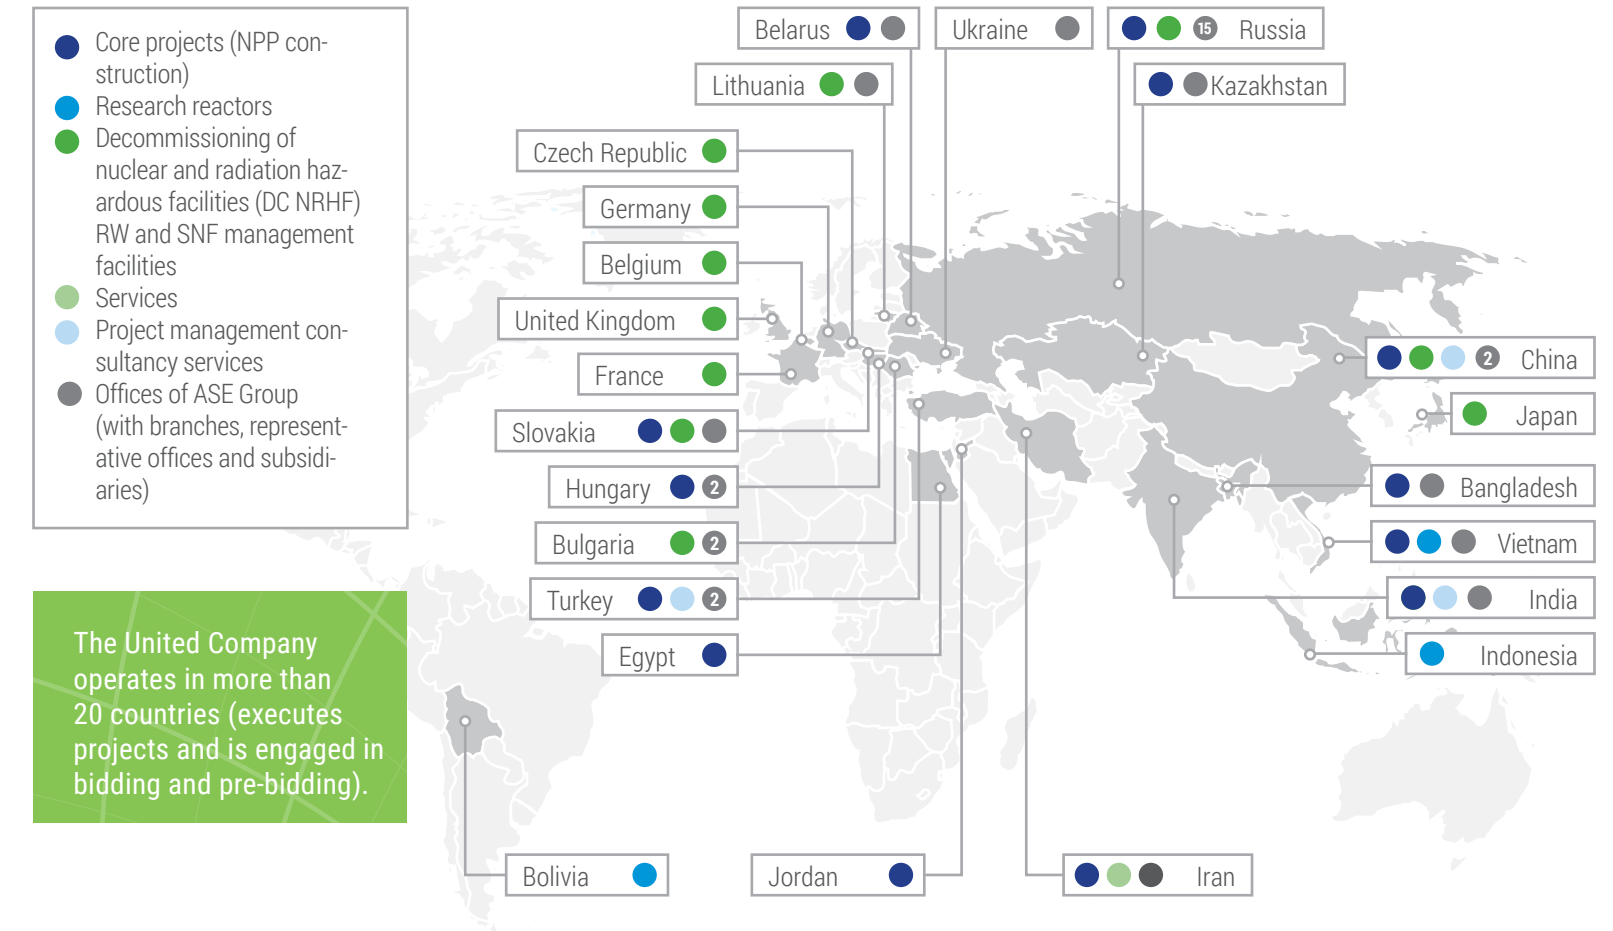 Core projects (NPP con-
struction)
Research reactors
Decommissioning of
nuclear and radiation haz-
ardous facilities (DC NRHF)
RW and SNF management
facilities
Services
Project management con-
sultancy services
Offices of ASE Group
(with branches, represent-
ative offices and subsidi-
aries)
The United Company
operates in more than
20 countries (executes
projects and is engaged in
bidding and pre-bidding).
Belarus
Ukraine
15 Russia
Lithuania
Kazakhstan
Czech Republic
Germany
Belgium
United Kingdom
France
Slovakia
Hungary 2
Bulgaria 2
Turkey 2
Egypt
2 China
Japan
Bangladesh
Vietnam
India
Indonesia
Bolivia
Jordan
Iran